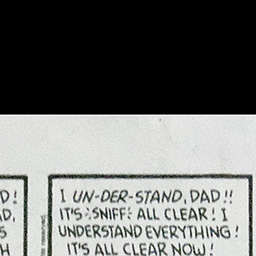 I UN-DER-STAND, DAD!!
IT'S :SNIFF: ALL CLEAR! I
UNDERSTAND EVERYTHING!
IT'S ALL CLEAR NOW!